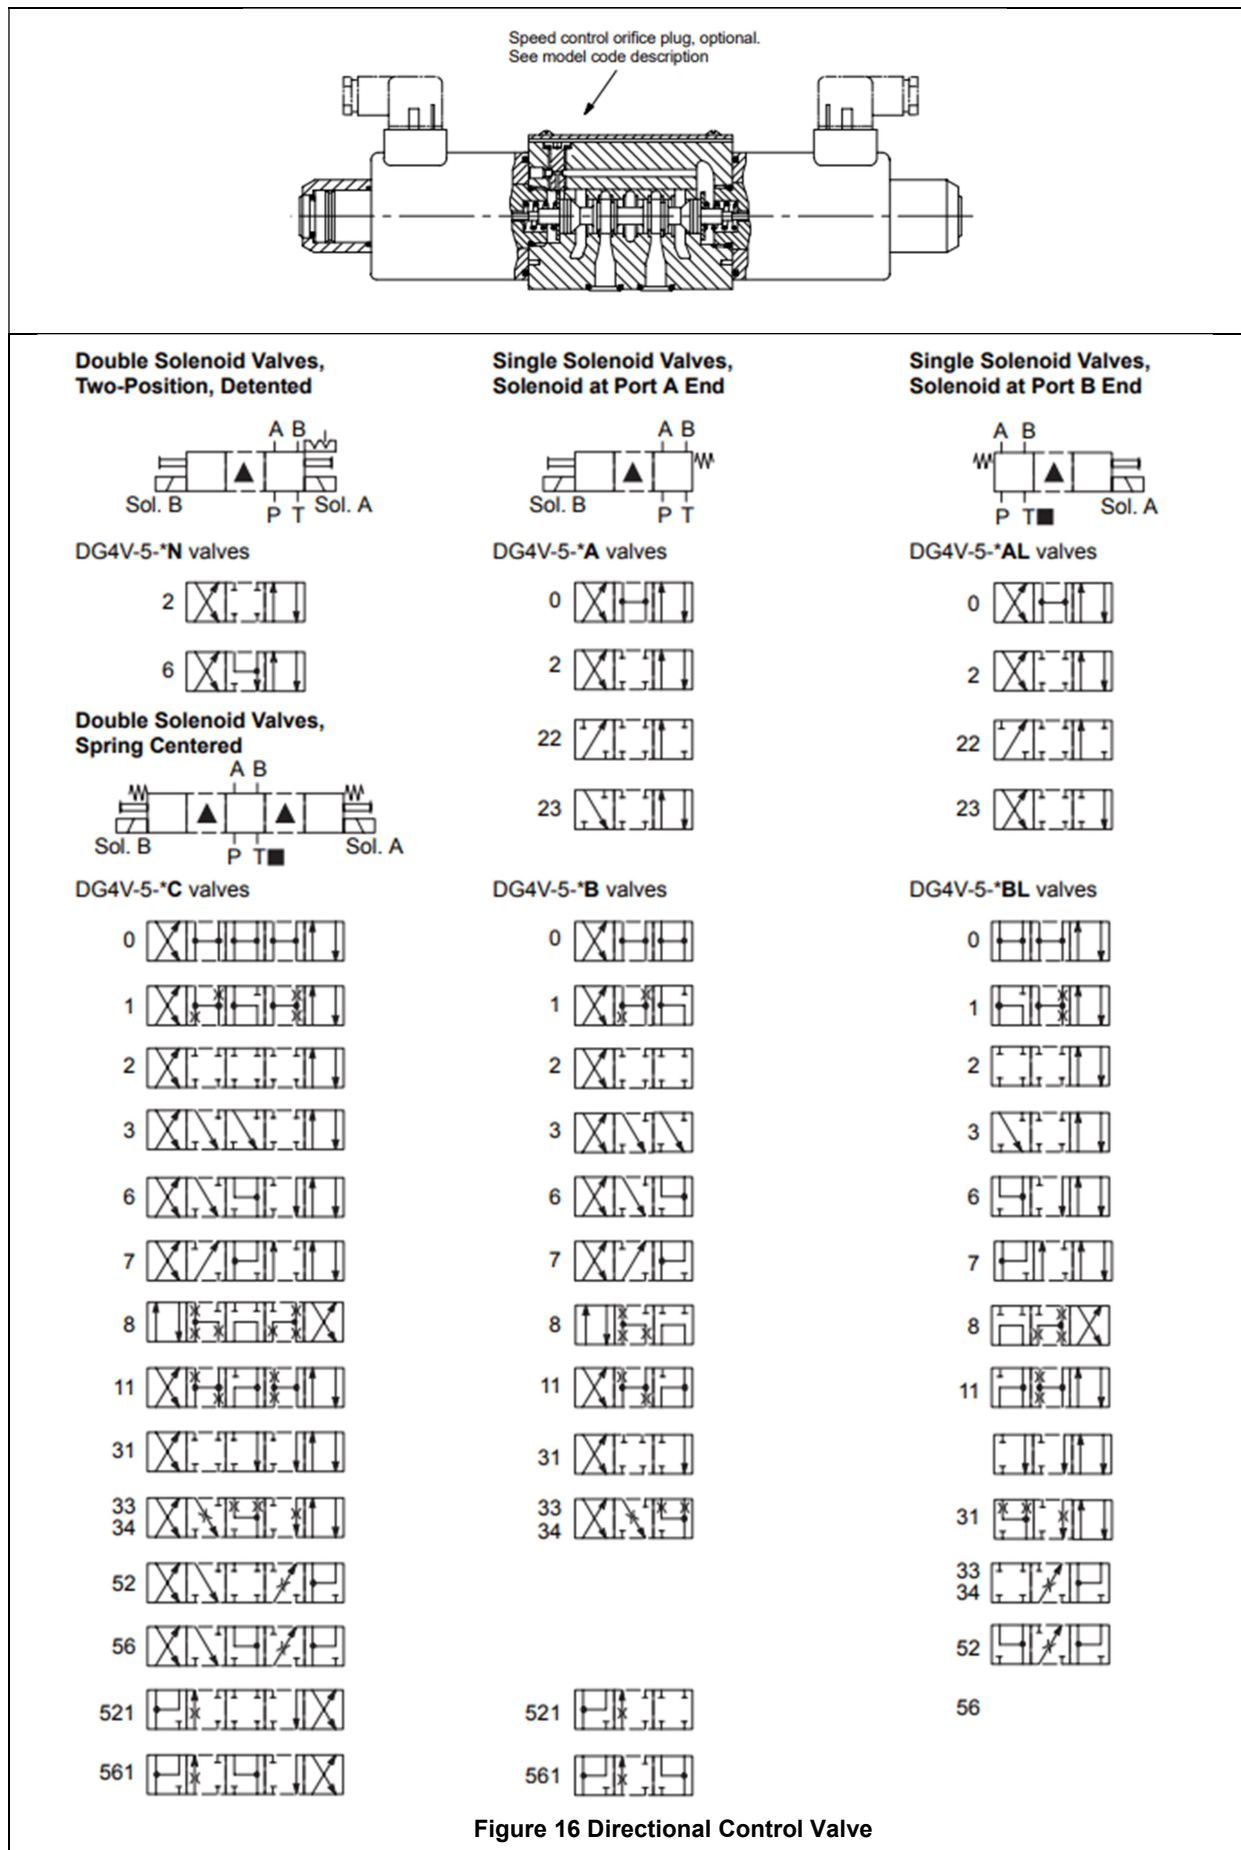 Speed control orifice plug, optional.
See model code description
Double Solenoid Valves,
Two-Position, Detented
A B
Sol. B
P T
Sol. A
DG4V-5-*N valves
2
6
Double Solenoid Valves,
Spring Centered
A B
Sol. B
P T■
Sol. A
DG4V-5-*C valves
0
1
2
3
6
7
8
11
31
33
34
52
56
521
561
Single Solenoid Valves,
Solenoid at Port A End
A B
Sol. B
P T
DG4V-5-*A valves
0
2
22
23
DG4V-5-*B valves
0
1
2
3
6
7
8
11
31
33
34
521
561
Single Solenoid Valves,
Solenoid at Port B End
A B
P T■
Sol. A
DG4V-5-*AL valves
0
2
22
23
DG4V-5-*BL valves
0
1
2
3
6
7
8
11
31
33
34
52
56
Figure 16 Directional Control Valve